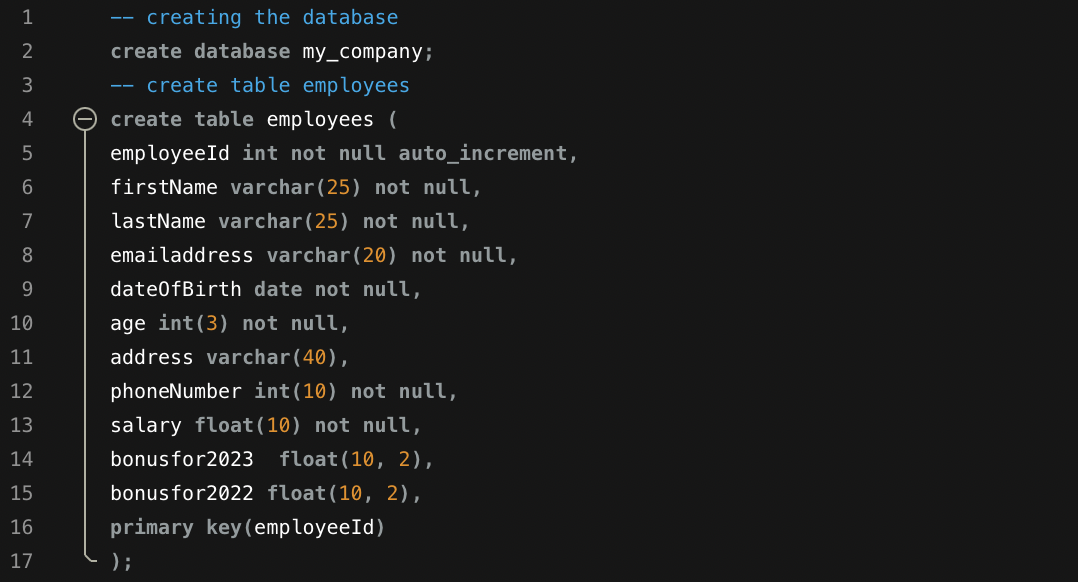 1 -- creating the database
2 create database my_company;
3 -- create table employees
4 create table employees (
5 employeeId int not null auto_increment,
6 firstName varchar(25) not null,
7 lastName varchar(25) not null,
8 emailaddress varchar(20) not null,
9 dateOfBirth date not null,
10 age int(3) not null,
11 address varchar(40),
12 phoneNumber int(10) not null,
13 salary float(10) not null,
14 bonusfor2023  float(10, 2),
15 bonusfor2022 float(10, 2),
16 primary key(employeeId)
17 );